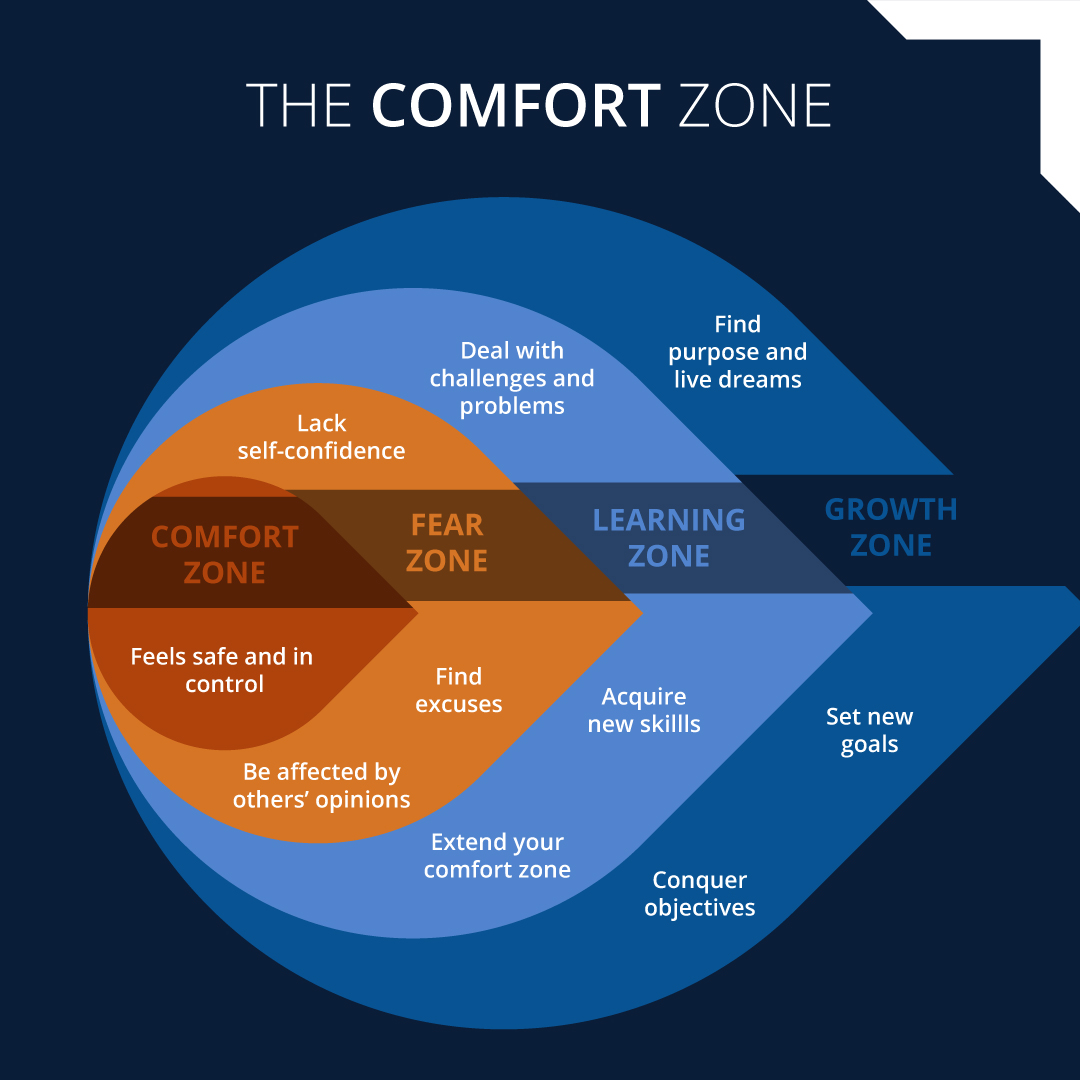 THE COMFORT ZONE
COMFORT
ZONE
Feels safe and in
control
FEAR
ZONE
Lack
self-confidence
Find
excuses
Be affected by
others’ opinions
LEARNING
ZONE
Deal with
challenges and
problems
Acquire
new skillls
Extend your
comfort zone
GROWTH
ZONE
Find
purpose and
live dreams
Set new
goals
Conquer
objectives